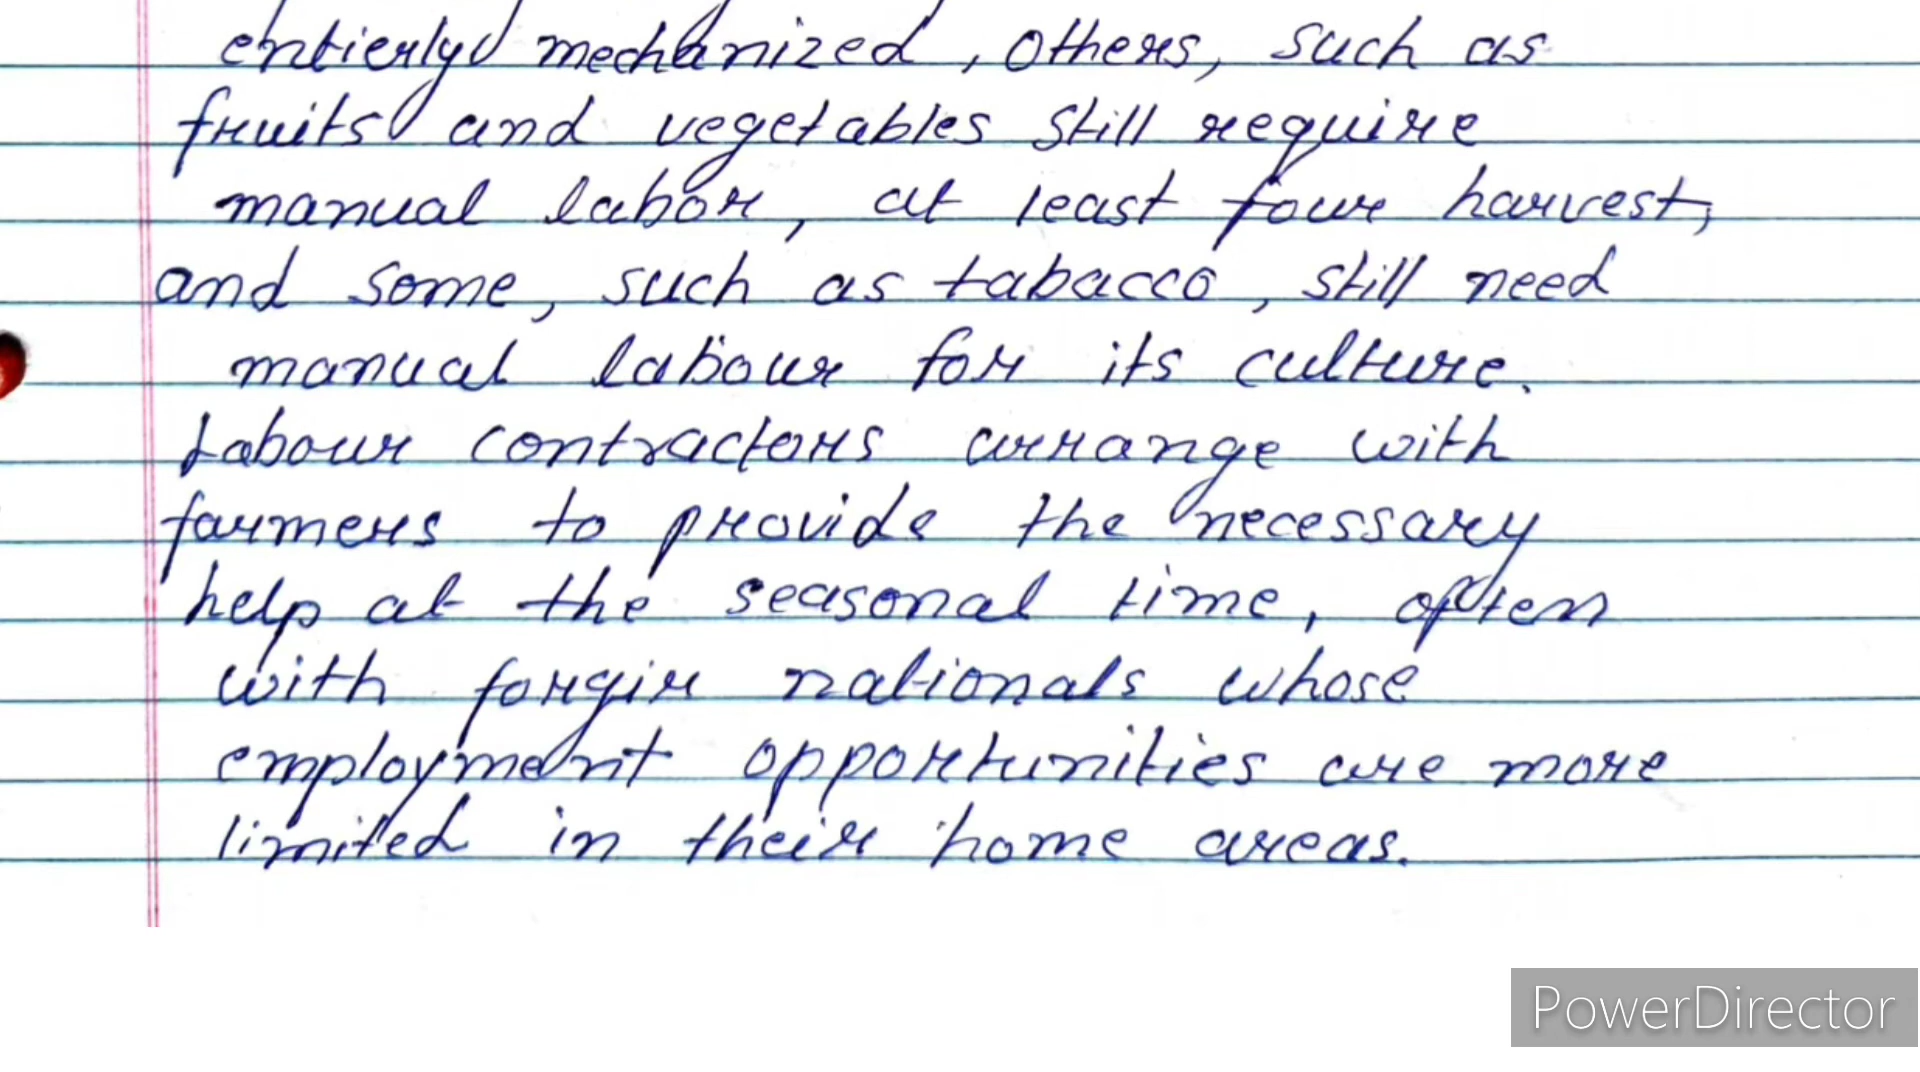 entierly mechanized, others, such as
fruits and vegetables still require
manual labor, at least four harvest,
and some, such as tabacco, still need
manual labour for its culture.
Labour contractors arrange with
farmers to provide the necessary
help at the seasonal time, often
with forgir nationals whose
employment opportunities are more
limited in their home areas.
PowerDirector